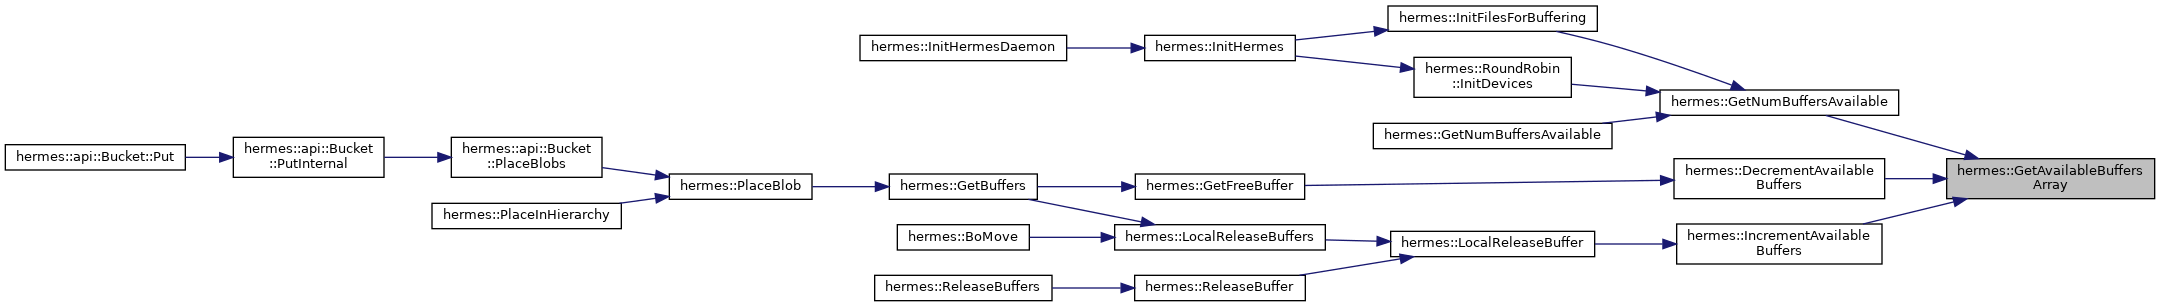 hermes::InitFilesForBuffering
hermes::InitHermesDaemon
hermes::InitHermes
hermes::RoundRobin
::InitDevices
hermes::GetNumBuffersAvailable
hermes::GetNumBuffersAvailable
hermes::api::Bucket::Put
hermes::api::Bucket
::PutInternal
hermes::api::Bucket
::PlaceBlobs
hermes::PlaceBlob
hermes::PlaceInHierarchy
hermes::GetBuffers
hermes::GetFreeBuffer
hermes::DecrementAvailable
Buffers
hermes::GetAvailableBuffers
Array
hermes::BoMove
hermes::LocalReleaseBuffers
hermes::LocalReleaseBuffer
hermes::IncrementAvailable
Buffers
hermes::ReleaseBuffers
hermes::ReleaseBuffer